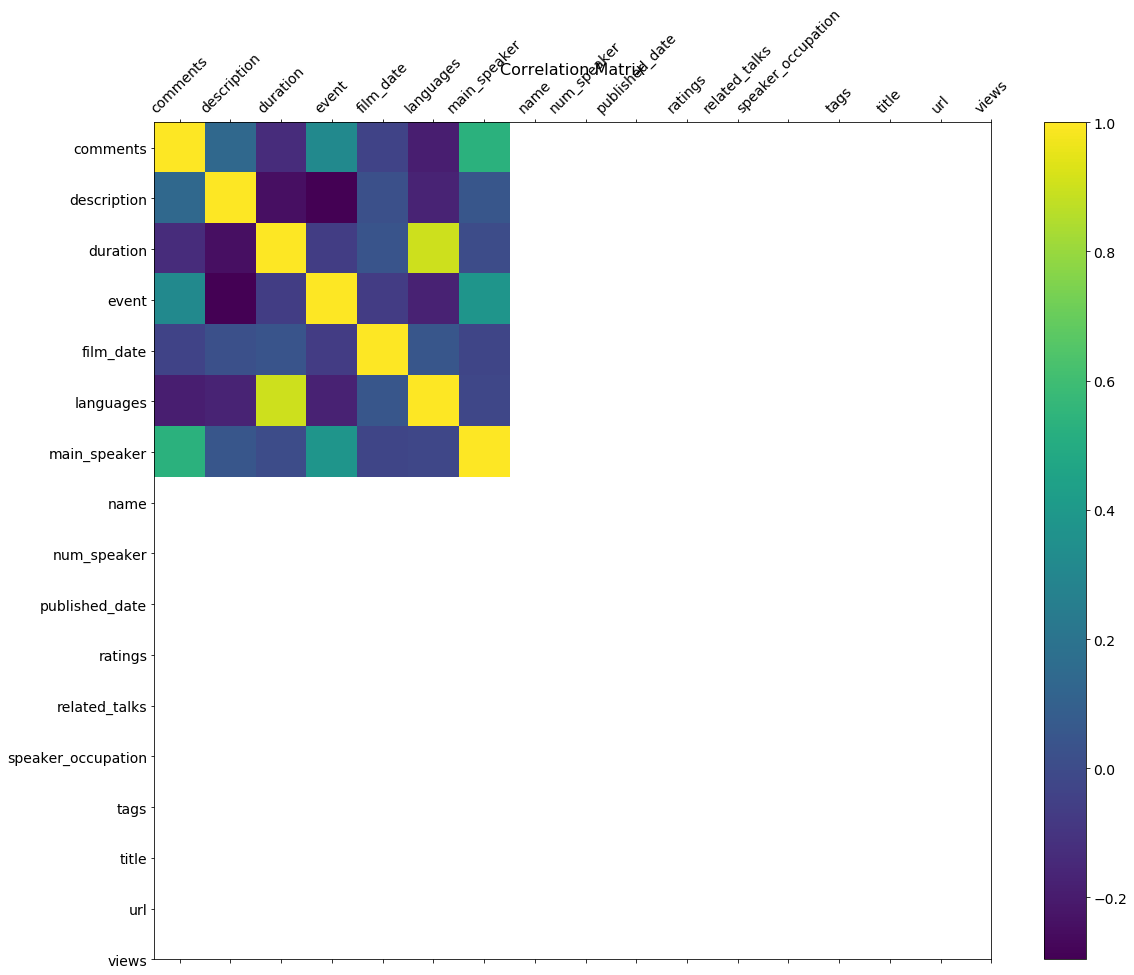 Correlation Matrix
comments
description
duration
event
film_date
languages
main_speaker
name
num_speaker
published_date
ratings
related_talks
speaker_occupation
tags
title
url
views
comments
description
duration
event
film_date
languages
main_speaker
name
num_speaker
published_date
ratings
related_talks
speaker_occupation
tags
title
url
views
1.0
0.8
0.6
0.4
0.2
0.0
−0.2